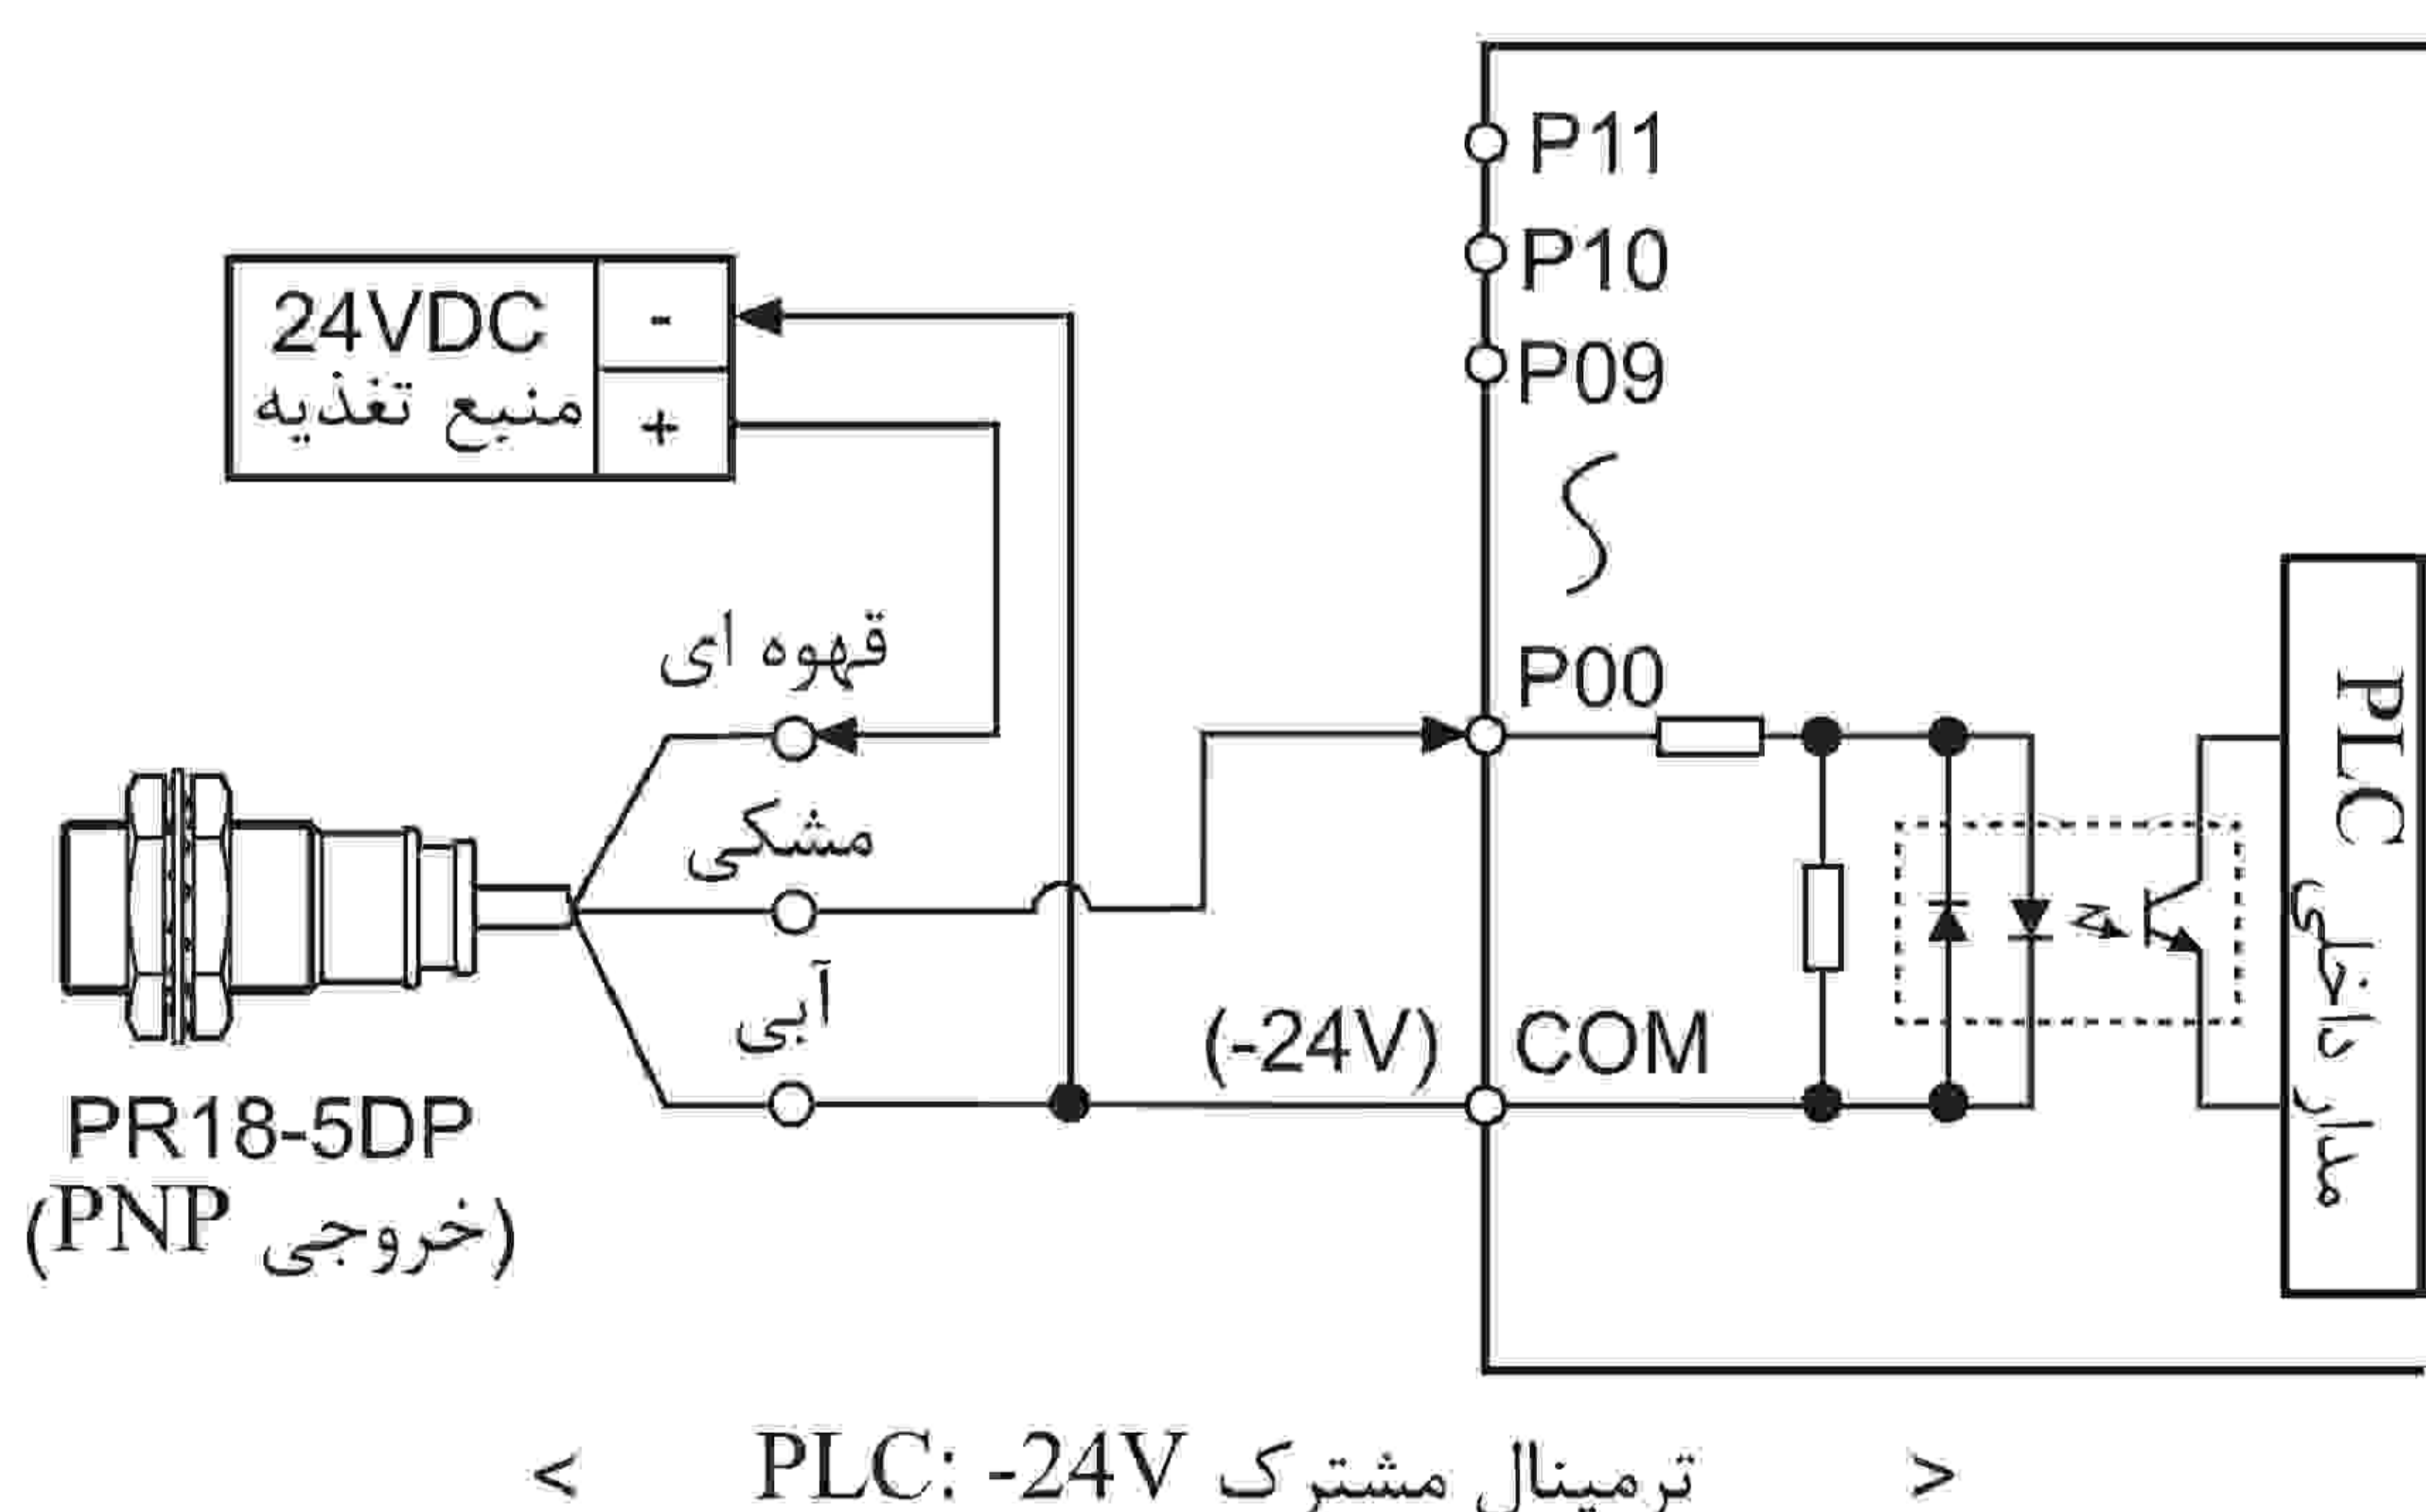 P11
P10
P09
24VDC
منبع تغذیه
-
+
قهوه ای
P00
مشکی
آبی
(-24V)
COM
مدار داخلی PLC
PR18-5DP
(خروجی PNP)
< ترمینال مشترک PLC: -24V >